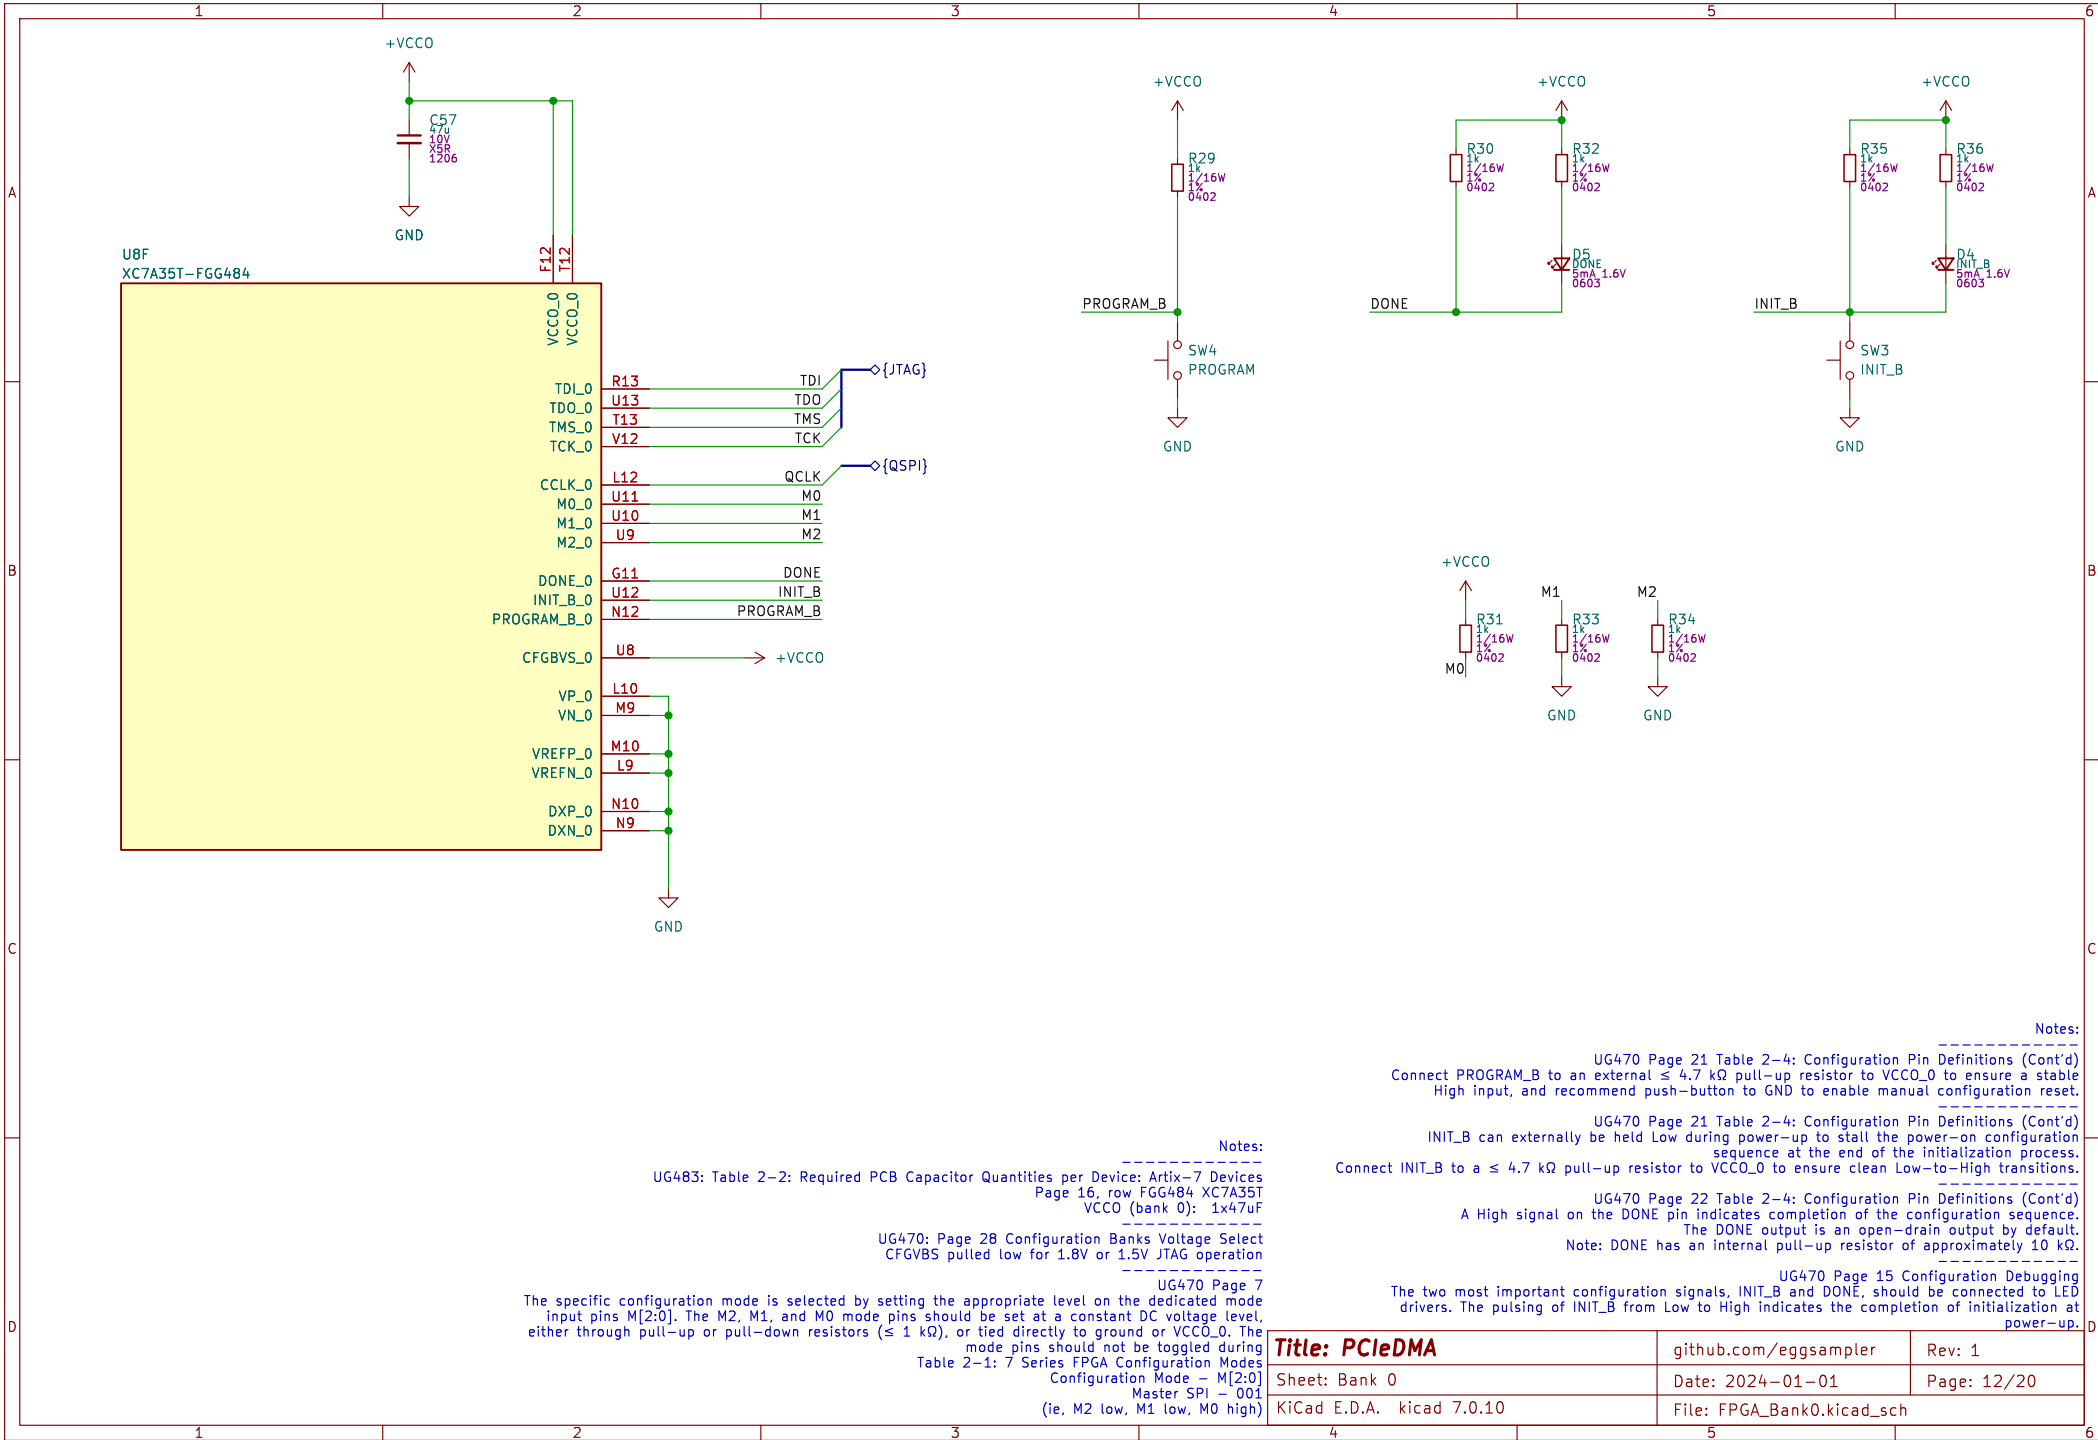 1 2 3 4 5 6
+VCCO
C57
47u
10V
X5R
1206
GND
U8F
XC7A35T-FGG484
F12
T12
VCCO_0
VCCO_0
TDI_0 R13 TDI
TDO_0 U13 TDO
TMS_0 T13 TMS
TCK_0 V12 TCK
{JTAG}
CCLK_0 L12 QCLK
{QSPI}
M0_0 U11 M0
M1_0 U10 M1
M2_0 U9 M2
DONE_0 G11 DONE
INIT_B_0 U12 INIT_B
PROGRAM_B_0 N12 PROGRAM_B
CFGBVS_0 U8 +VCCO
VP_0 L10
VN_0 M9
VREFP_0 M10
VREFN_0 L9
DXP_0 N10
DXN_0 N9
GND
+VCCO
R29
1k
1/16W
1%
0402
PROGRAM_B
SW4
PROGRAM
GND
+VCCO
R30
1k
1/16W
1%
0402
R32
1k
1/16W
1%
0402
D5
DONE
5mA 1.6V
0603
DONE
+VCCO
R35
1k
1/16W
1%
0402
R36
1k
1/16W
1%
0402
D4
INIT_B
5mA 1.6V
0603
INIT_B
SW3
INIT_B
GND
+VCCO
R31
1k
1/16W
1%
0402
M0
M1
R33
1k
1/16W
1%
0402
GND
M2
R34
1k
1/16W
1%
0402
GND
A A
B B
C C
D D
Notes:
------------
UG483: Table 2-2: Required PCB Capacitor Quantities per Device: Artix-7 Devices
Page 16, row FGG484 XC7A35T
VCCO (bank 0): 1x47uF
------------
UG470: Page 28 Configuration Banks Voltage Select
CFGVBS pulled low for 1.8V or 1.5V JTAG operation
------------
UG470 Page 7
The specific configuration mode is selected by setting the appropriate level on the dedicated mode
input pins M[2:0]. The M2, M1, and M0 mode pins should be set at a constant DC voltage level,
either through pull-up or pull-down resistors (≤ 1 kΩ), or tied directly to ground or VCCO_0. The
mode pins should not be toggled during
Table 2-1: 7 Series FPGA Configuration Modes
Configuration Mode - M[2:0]
Master SPI - 001
(ie, M2 low, M1 low, M0 high)
Notes:
------------
UG470 Page 21 Table 2-4: Configuration Pin Definitions (Cont'd)
Connect PROGRAM_B to an external ≤ 4.7 kΩ pull-up resistor to VCCO_0 to ensure a stable
High input, and recommend push-button to GND to enable manual configuration reset.
------------
UG470 Page 21 Table 2-4: Configuration Pin Definitions (Cont'd)
INIT_B can externally be held Low during power-up to stall the power-on configuration
sequence at the end of the initialization process.
Connect INIT_B to a ≤ 4.7 kΩ pull-up resistor to VCCO_0 to ensure clean Low-to-High transitions.
------------
UG470 Page 22 Table 2-4: Configuration Pin Definitions (Cont'd)
A High signal on the DONE pin indicates completion of the configuration sequence.
The DONE output is an open-drain output by default.
Note: DONE has an internal pull-up resistor of approximately 10 kΩ.
------------
UG470 Page 15 Configuration Debugging
The two most important configuration signals, INIT_B and DONE, should be connected to LED
drivers. The pulsing of INIT_B from Low to High indicates the completion of initialization at
power-up.
Title: PCIeDMA
github.com/eggsampler
Rev: 1
Sheet: Bank 0
Date: 2024-01-01
Page: 12/20
KiCad E.D.A. kicad 7.0.10
File: FPGA_Bank0.kicad_sch
1 2 3 4 5 6